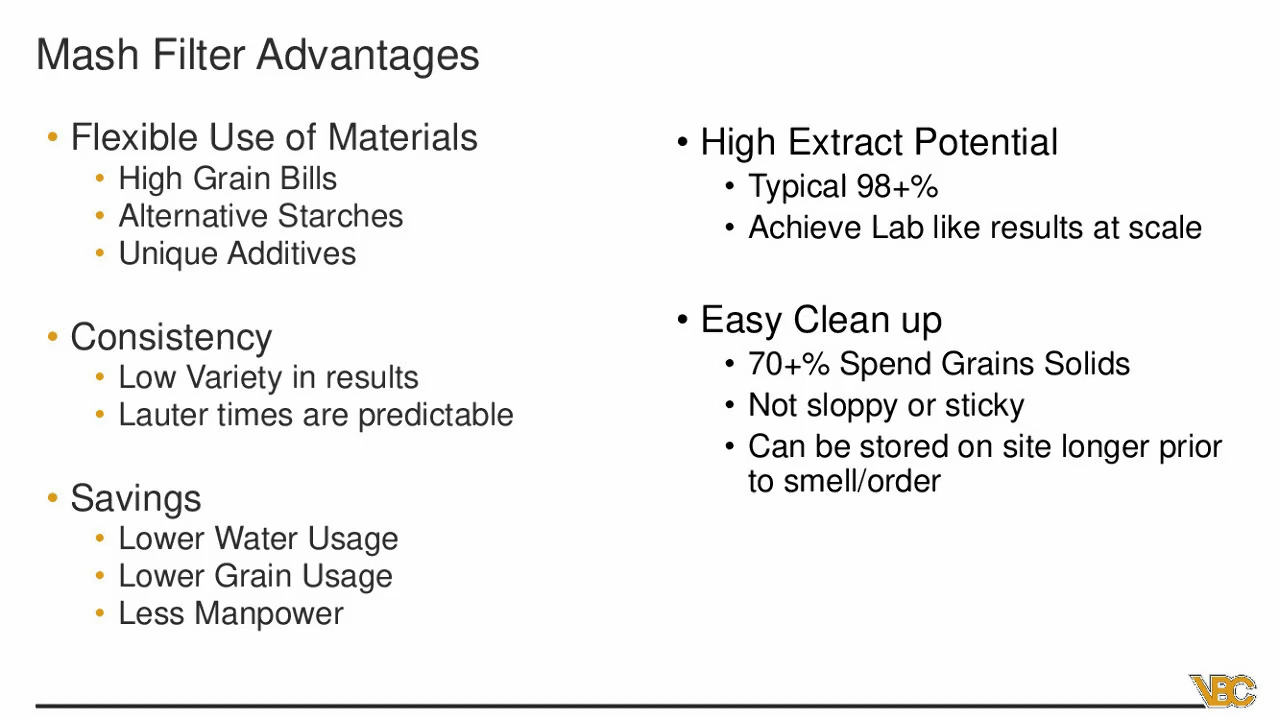 Mash Filter Advantages
• Flexible Use of Materials
• High Grain Bills
• Alternative Starches
• Unique Additives
• Consistency
• Low Variety in results
• Lauter times are predictable
• Savings
• Lower Water Usage
• Lower Grain Usage
• Less Manpower
• High Extract Potential
• Typical 98+%
• Achieve Lab like results at scale
• Easy Clean up
• 70+% Spend Grains Solids
• Not sloppy or sticky
• Can be stored on site longer prior
to smell/order
VBC